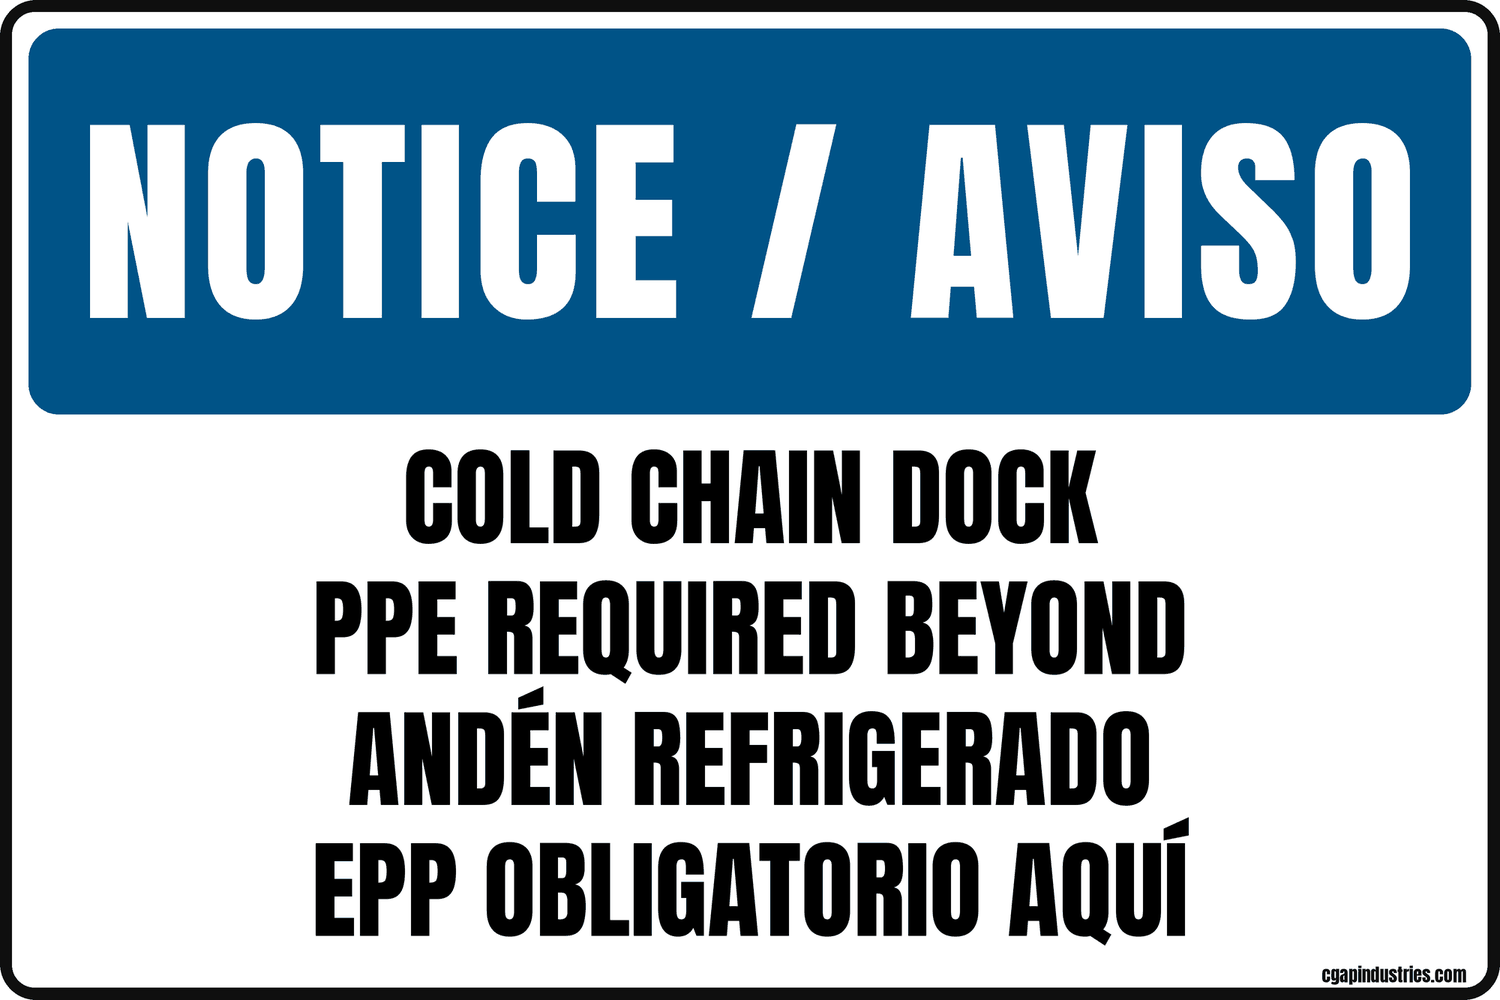 NOTICE / AVISO
COLD CHAIN DOCK
PPE REQUIRED BEYOND
ANDÉN REFRIGERADO
EPP OBLIGATORIO AQUÍ
cgapindustries.com